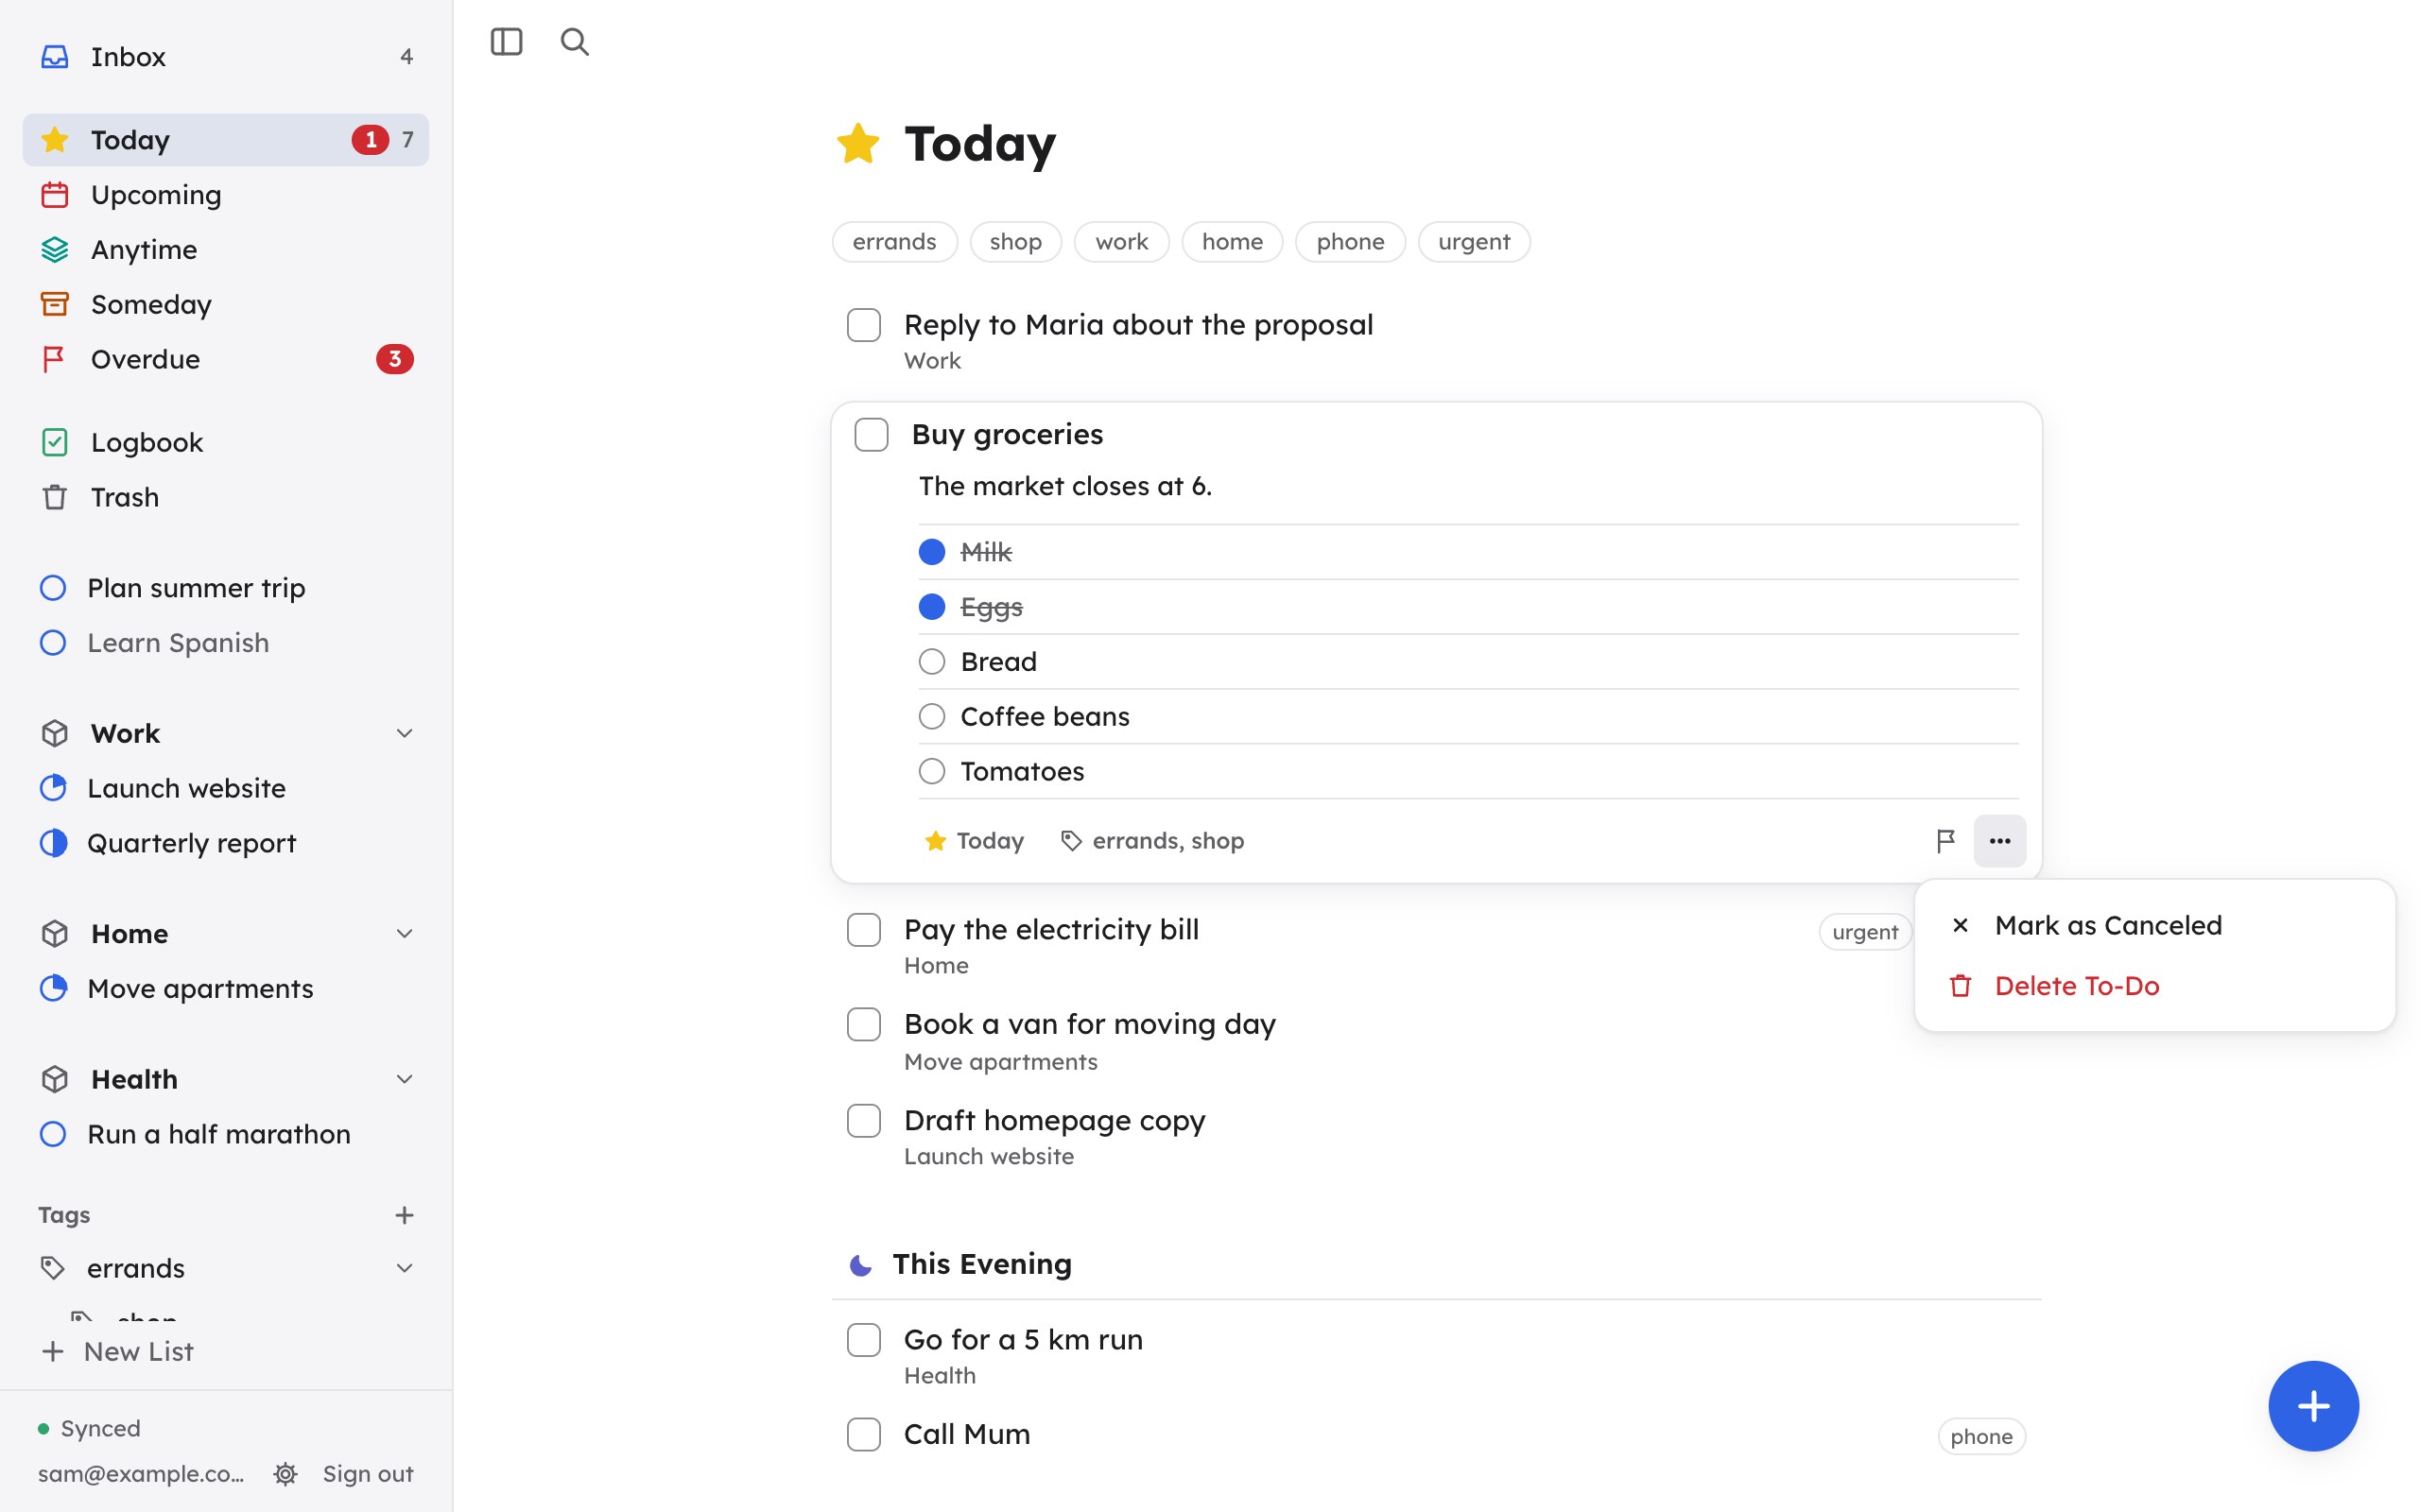 Inbox 4
Today 1 7
Upcoming
Anytime
Someday
Overdue 3
Logbook
Trash
Plan summer trip
Learn Spanish
Work
Launch website
Quarterly report
Home
Move apartments
Health
Run a half marathon
Tags
errands
shop
New List
Synced
sam@example.co... Sign out
Today
errands shop work home phone urgent
Reply to Maria about the proposal
Work
Buy groceries
The market closes at 6.
Milk
Eggs
Bread
Coffee beans
Tomatoes
Today errands, shop
Mark as Canceled
Delete To-Do
Pay the electricity bill urgent
Home
Book a van for moving day
Move apartments
Draft homepage copy
Launch website
This Evening
Go for a 5 km run
Health
Call Mum phone